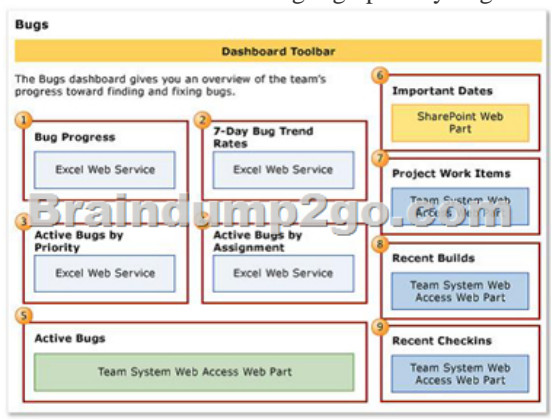 Bugs
Dashboard Toolbar
The Bugs dashboard gives you an overview of the team's
progress toward finding and fixing bugs.
1
Bug Progress
Excel Web Service
2
7-Day Bug Trend
Rates
Excel Web Service
Braindump2go.com
3
Active Bugs by
Priority
Excel Web Service
Active Bugs by
Assignment
Excel Web Service
5
Active Bugs
Team System Web Access Web Part
6
Important Dates
SharePoint Web
Part
7
Project Work Items
Team System Web
Access Web Part
8
Recent Builds
Team System Web
Access Web Part
9
Recent Checkins
Team System Web
Access Web Part